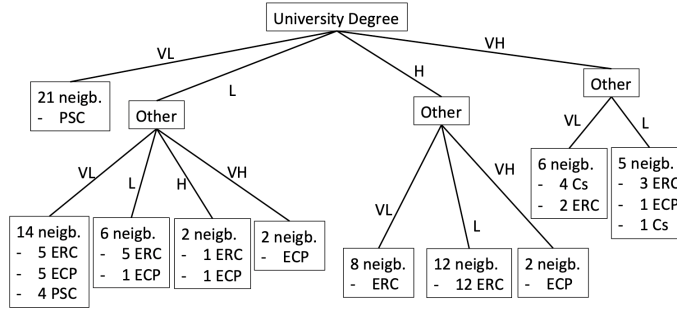 University Degree
VL
L
H
VH
21 neigb.
- PSC
Other
Other
Other
VL
L
H
VH
VL
L
VH
VL
L
14 neigb.
- 5 ERC
- 5 ECP
- 4 PSC
6 neigb.
- 5 ERC
- 1 ECP
2 neigb.
- 1 ERC
- 1 ECP
2 neigb.
- ECP
8 neigb.
- ERC
12 neigb.
- 12 ERC
2 neigb.
- ECP
6 neigb.
- 4 Cs
- 2 ERC
5 neigb.
- 3 ERC
- 1 ECP
- 1 Cs